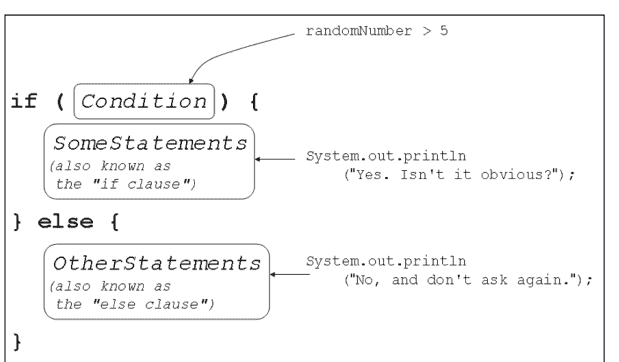 randomNumber > 5
if ( Condition ) {
SomeStatements
(also known as
the "if clause")
System.out.println
("Yes. Isn't it obvious?");
} else {
OtherStatements
(also known as
the "else clause")
System.out.println
("No, and don't ask again.");
}